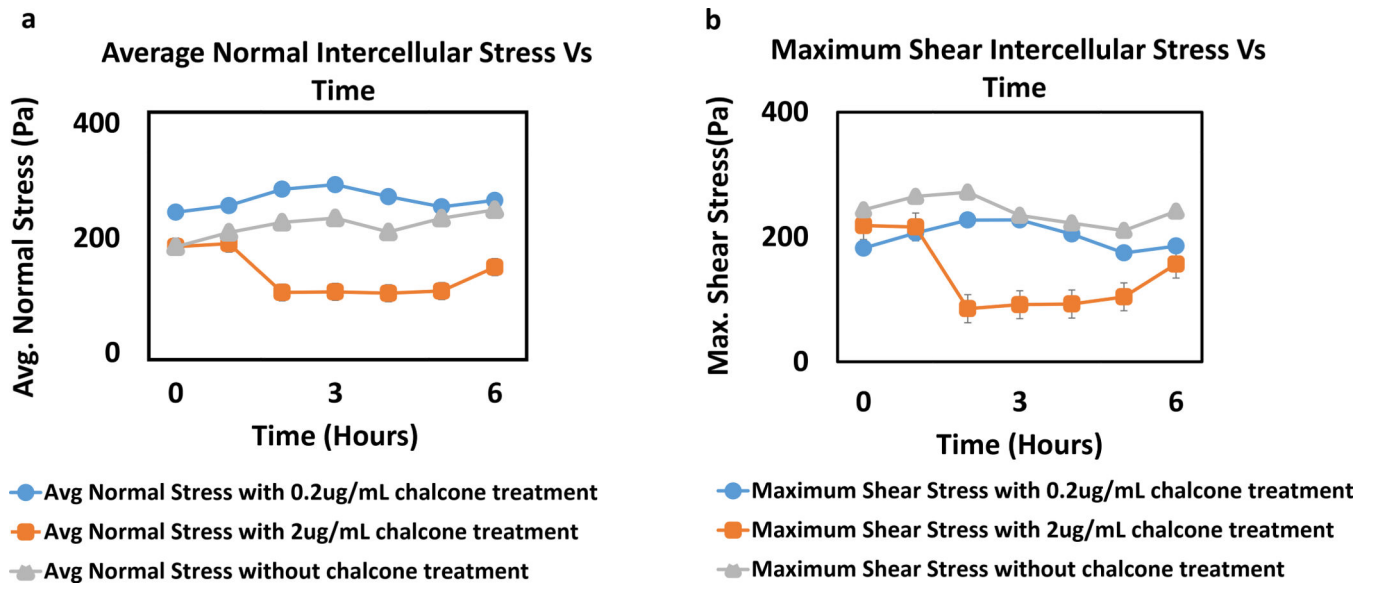 a
Average Normal Intercellular Stress Vs
Time
Avg. Normal Stress (Pa)
400
200
0
0 3 6
Time (Hours)
Avg Normal Stress with 0.2ug/mL chalcone treatment
Avg Normal Stress with 2ug/mL chalcone treatment
Avg Normal Stress without chalcone treatment
b
Maximum Shear Intercellular Stress Vs
Time
Max. Shear Stress(Pa)
400
200
0
0 3 6
Time (Hours)
Maximum Shear Stress with 0.2ug/mL chalcone treatment
Maximum Shear Stress with 2ug/mL chalcone treatment
Maximum Shear Stress without chalcone treatment